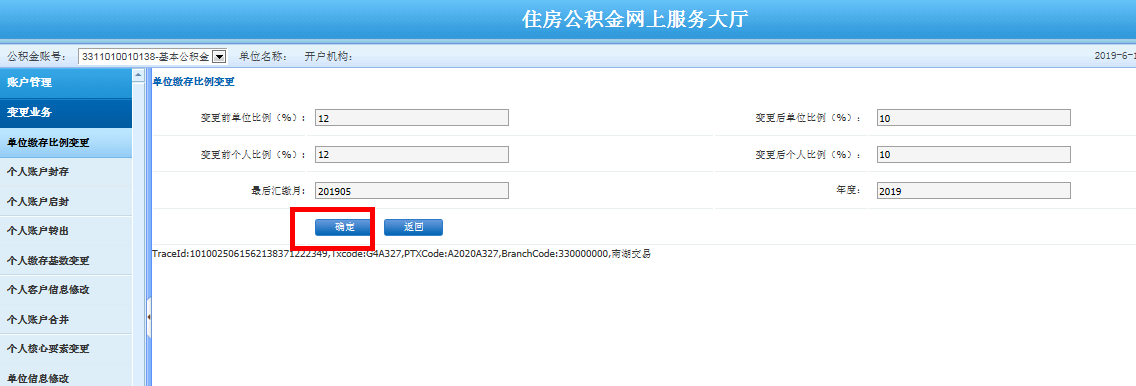 住房公积金网上服务大厅
公积金账号： 3311010010138-基本公积金 单位名称： 开户机构： 2019-6-1
账户管理
变更业务
单位缴存比例变更
个人账户封存
个人账户启封
个人账户转出
个人缴存基数变更
个人客户信息修改
个人账户合并
个人核心要素变更
单位信息修改
单位缴存比例变更
变更前单位比例（%）： 12 变更后单位比例（%）： 10
变更前个人比例（%）： 12 变更后个人比例（%）： 10
最后汇缴月： 201905 年度： 2019
确定 返回
TraceId:1010025061562138371222349,Txcode:G4A327,PTXCode:A2020A327,BranchCode:330000000,南湖交易